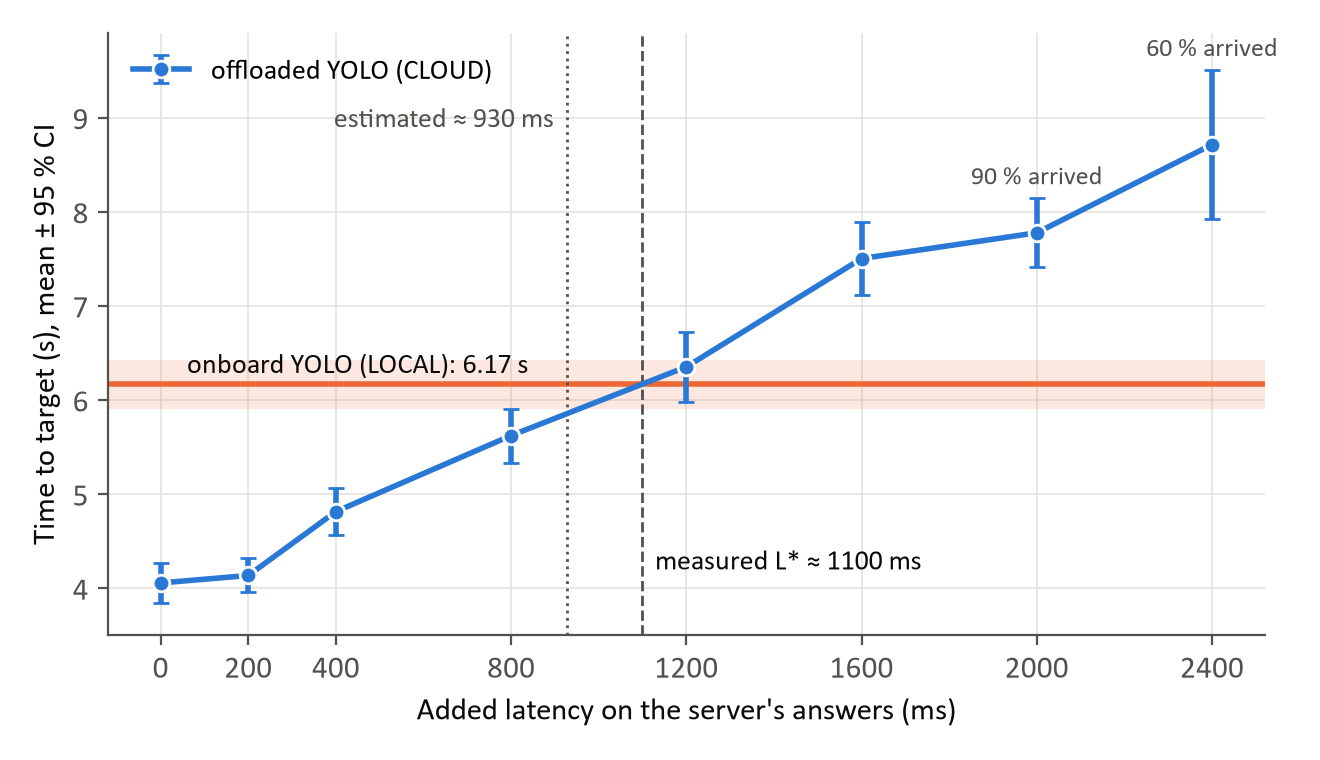 60 % arrived
offloaded YOLO (CLOUD)
estimated ≈ 930 ms
90 % arrived
onboard YOLO (LOCAL): 6.17 s
measured L* ≈ 1100 ms
Time to target (s), mean ± 95 % CI
9
8
7
6
5
4
0 200 400 800 1200 1600 2000 2400
Added latency on the server's answers (ms)